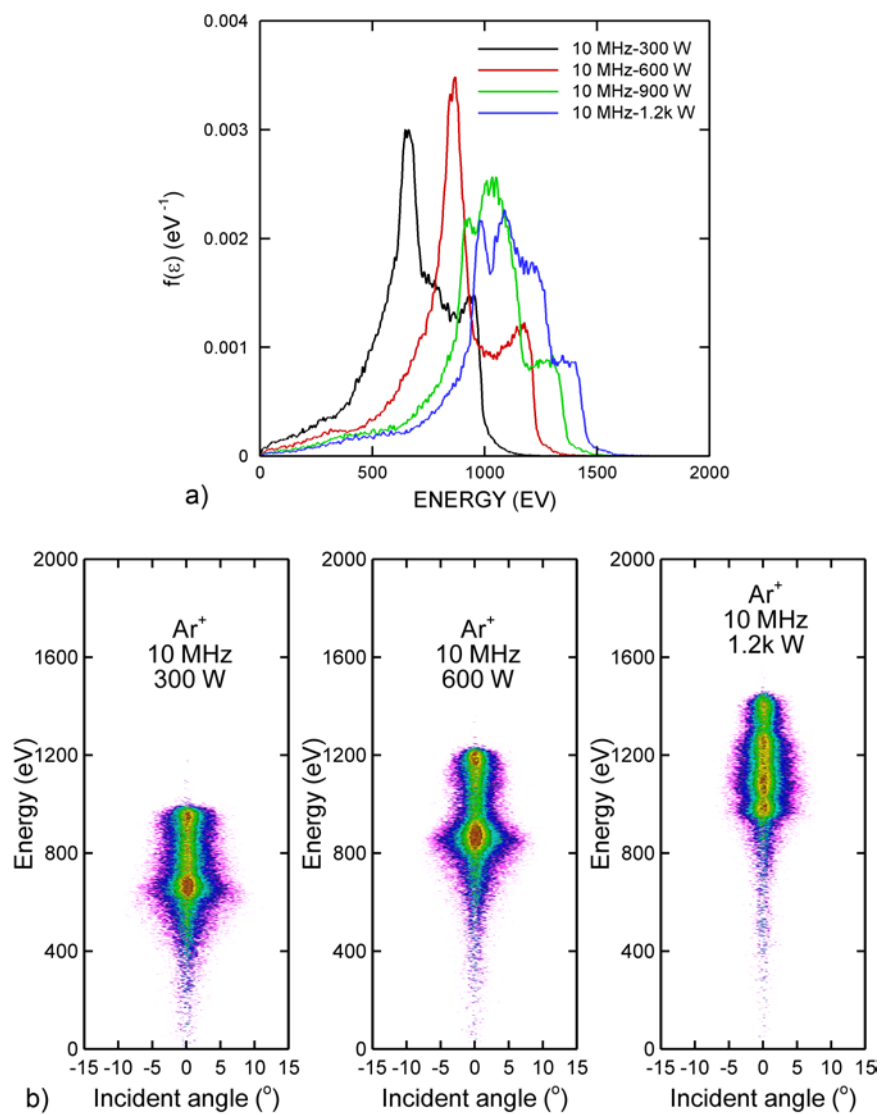 0.004
0.003
0.002
0.001
0
f(ε) (eV⁻¹)
10 MHz-300 W
10 MHz-600 W
10 MHz-900 W
10 MHz-1.2k W
0 500 1000 1500 2000
ENERGY (EV)
a)
2000
1600
1200
800
400
0
Energy (eV)
Ar⁺
10 MHz
300 W
-15 -10 -5 0 5 10 15
Incident angle (°)
2000
1600
1200
800
400
0
Energy (eV)
Ar⁺
10 MHz
600 W
-15 -10 -5 0 5 10 15
Incident angle (°)
2000
1600
1200
800
400
0
Energy (eV)
Ar⁺
10 MHz
1.2k W
-15 -10 -5 0 5 10 15
Incident angle (°)
b)